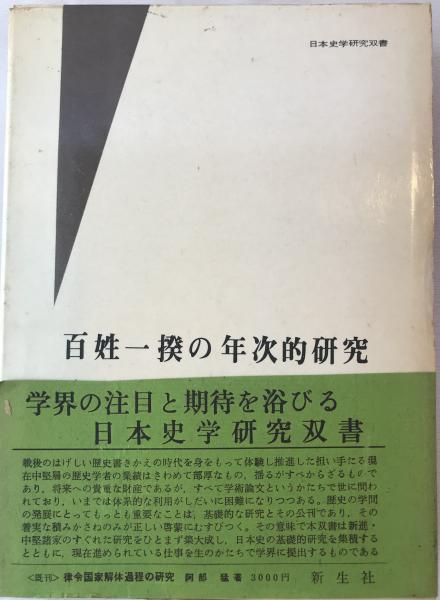 日本史学研究双書
百姓一揆の年次的研究
学界の注目と期待を浴びる
日本史学研究双書
戦後のはげしい歴史書きかえの時代を身をもって体験し推進した担い手たる現
在中堅層の歴史学者の業績はきわめて部厚なもの，揺るがすべからざるもので
あり，将来への貴重な財産であるが，すべて学術論文というかたちで世に問わ
れており，いまでは体系的な利用がしだいに困難になりつつある。歴史の学問
の発展にとってもっとも重要なことは，基礎的な研究とその公刊であり，その
着実な積みかさねのみが正しい啓蒙にむすびつく。その意味で本双書は新進・
中堅諸家のすぐれた研究をひとまず集大成し，日本史の基礎的研究を集積する
とともに，現在進められている仕事を生のかたちで学界に提出するものである
〈既刊〉 律令国家解体過程の研究 阿部 猛著 3000円 新生社